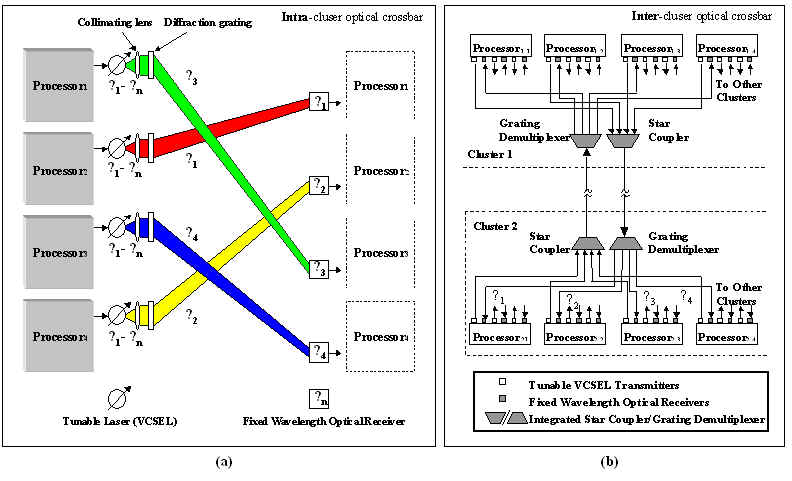 Intra-cluser optical crossbar
Collimating lens
Diffraction grating
Processor1
?1- ?n
?3
?1
Processor1
Processor2
?1- ?n
?1
?2
Processor2
Processor3
?1- ?n
?4
?3
Processor3
Processor4
?1- ?n
?2
?4
Processor4
?n
Tunable Laser (VCSEL)
Fixed Wavelength Optical Receiver
(a)
Inter-cluser optical crossbar
Processor1.1
Processor1.2
Processor1.3
Processor1.4
To Other
Clusters
Grating
Demultiplexer
Star
Coupler
Cluster 1
Cluster 2
Star
Coupler
Grating
Demultiplexer
To Other
Clusters
?1
?2
?3
?4
Processor2.1
Processor2.2
Processor2.3
Processor2.4
Tunable VCSEL Transmitters
Fixed Wavelength Optical Receivers
Integrated Star Coupler/Grating Demultiplexer
(b)